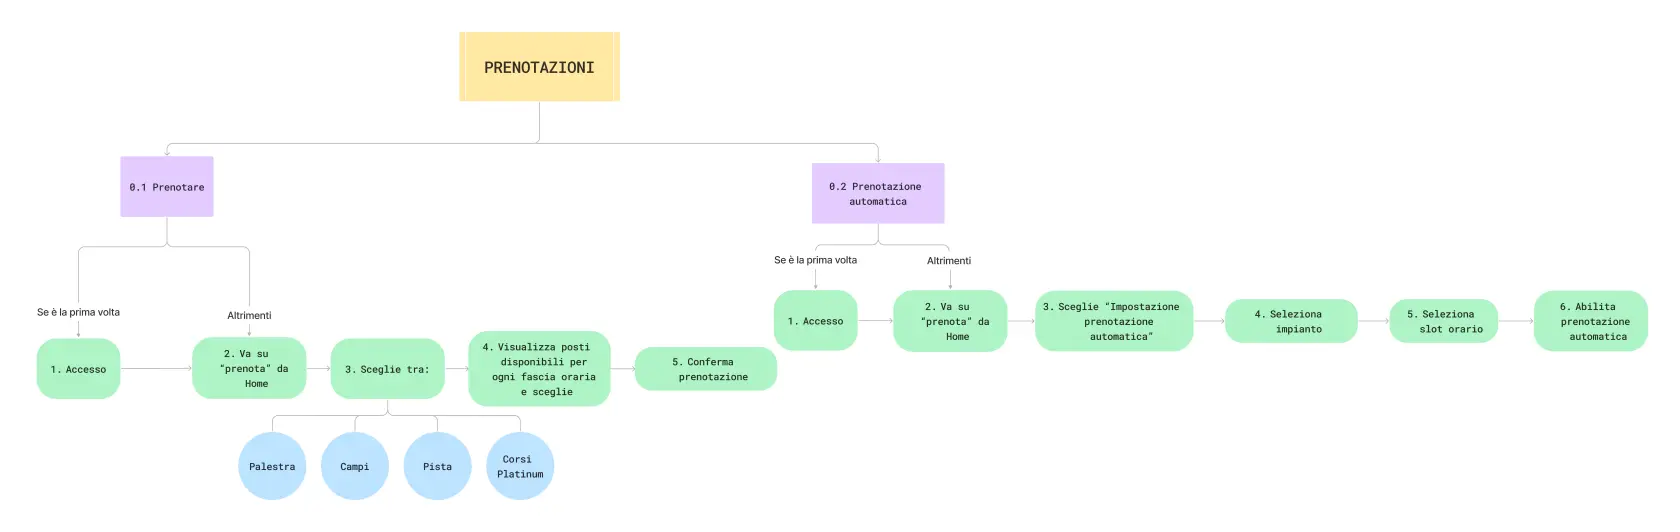 PRENOTAZIONI
0.1 Prenotare
Se è la prima volta
Altrimenti
1. Accesso
2. Va su
“prenota” da
Home
3. Sceglie tra:
4. Visualizza posti
disponibili per
ogni fascia oraria
e sceglie
5. Conferma
prenotazione
Palestra
Campi
Pista
Corsi
Platinum
0.2 Prenotazione
automatica
Se è la prima volta
Altrimenti
1. Accesso
2. Va su
“prenota” da
Home
3. Sceglie “Impostazione
prenotazione
automatica”
4. Seleziona
impianto
5. Seleziona
slot orario
6. Abilita
prenotazione
automatica